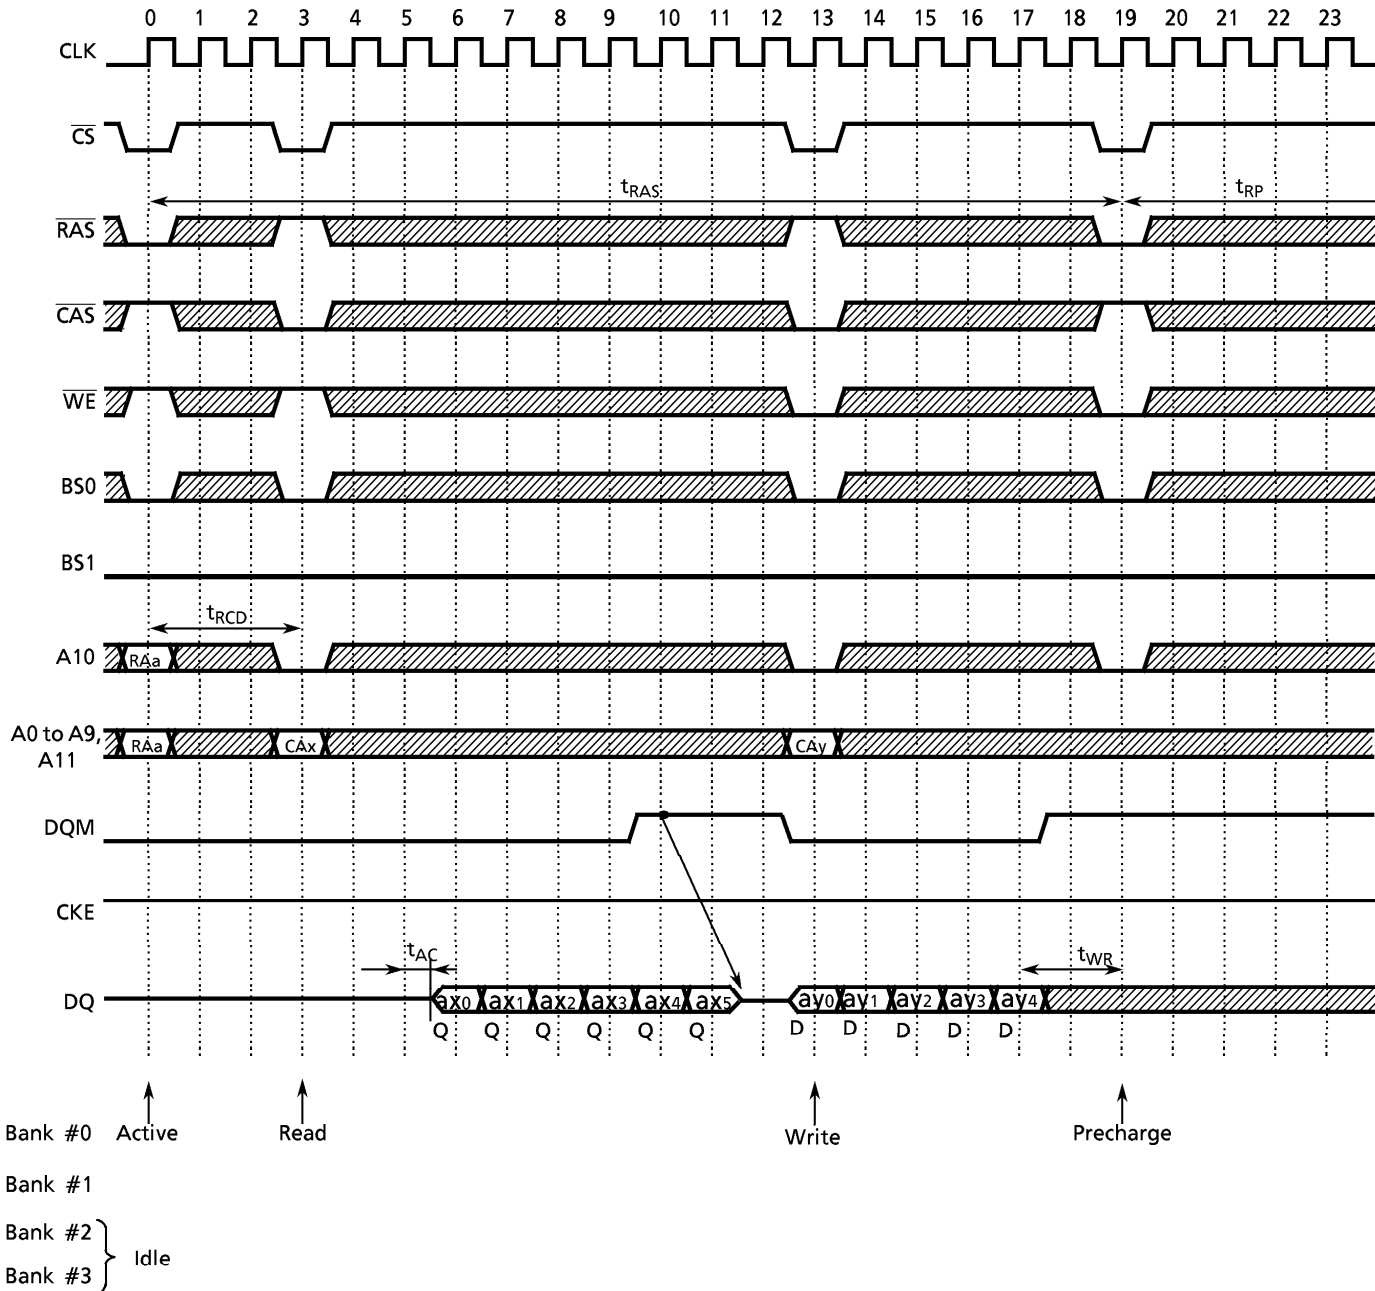 0 1 2 3 4 5 6 7 8 9 10 11 12 13 14 15 16 17 18 19 20 21 22 23
CLK
CS
tRAS tRP
RAS
CAS
WE
BS0
BS1
tRCD
A10 RAa
A0 to A9,
A11
RAa CAx CAy
DQM
CKE
tAC tWR
DQ ax0 ax1 ax2 ax3 ax4 ax5 ay0 ay1 ay2 ay3 ay4
Q Q Q Q Q Q D D D D D
Bank #0 Active Read Write Precharge
Bank #1
Bank #2
Idle
Bank #3